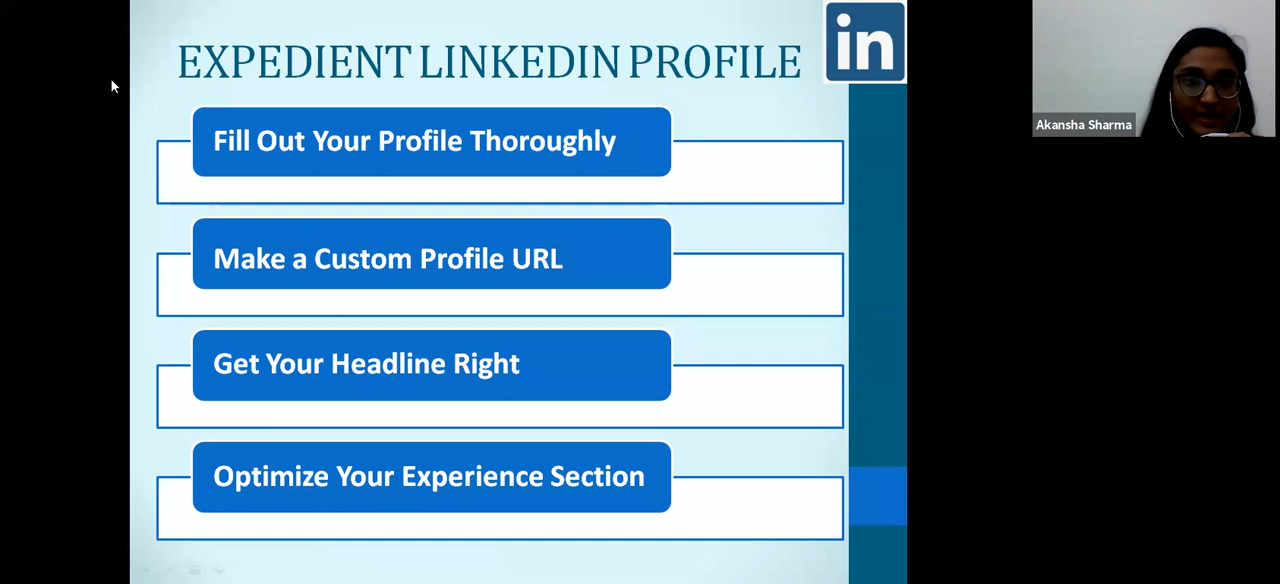 EXPEDIENT LINKEDIN PROFILE
in
Fill Out Your Profile Thoroughly
Make a Custom Profile URL
Get Your Headline Right
Optimize Your Experience Section
Akansha Sharma